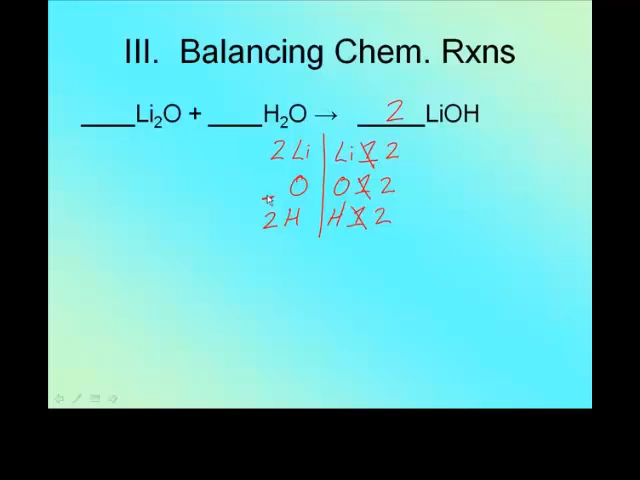 III. Balancing Chem. Rxns
____Li₂O + ____H₂O → __2__LiOH
2 Li | Li 1 2
O | O 1 2
2 H | H 1 2